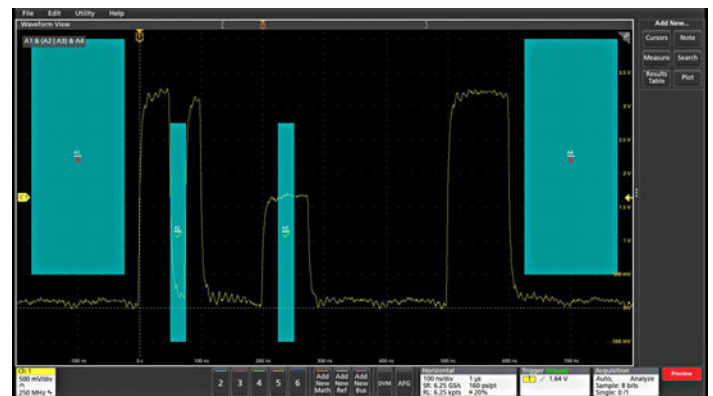 File Edit Utility Help
Waveform View
Add New...
A1 & (A2 | A3) & A4
Cursors Note
Measure Search
Results Table Plot
3.5 V
3 V
2.5 V
2 V
1.5 V
1 V
500 mV
0 V
-500 mV
A1
A2
A3
A4
C1
-100 ns 0 s 100 ns 200 ns 300 ns 400 ns 500 ns 600 ns 700 ns
Ch 1
500 mV/div
250 MHz
2 3 4 5 6
Add New Math
Add New Ref
Add New Bus
DVM AFG
Horizontal
100 ns/div 1 µs
SR: 6.25 GS/s 160 ps/pt
RL: 6.25 kpts 20%
Trigger
1 1.64 V
Acquisition
Auto, Analyze
Sample: 8 bits
Single: 0 /1
Preview